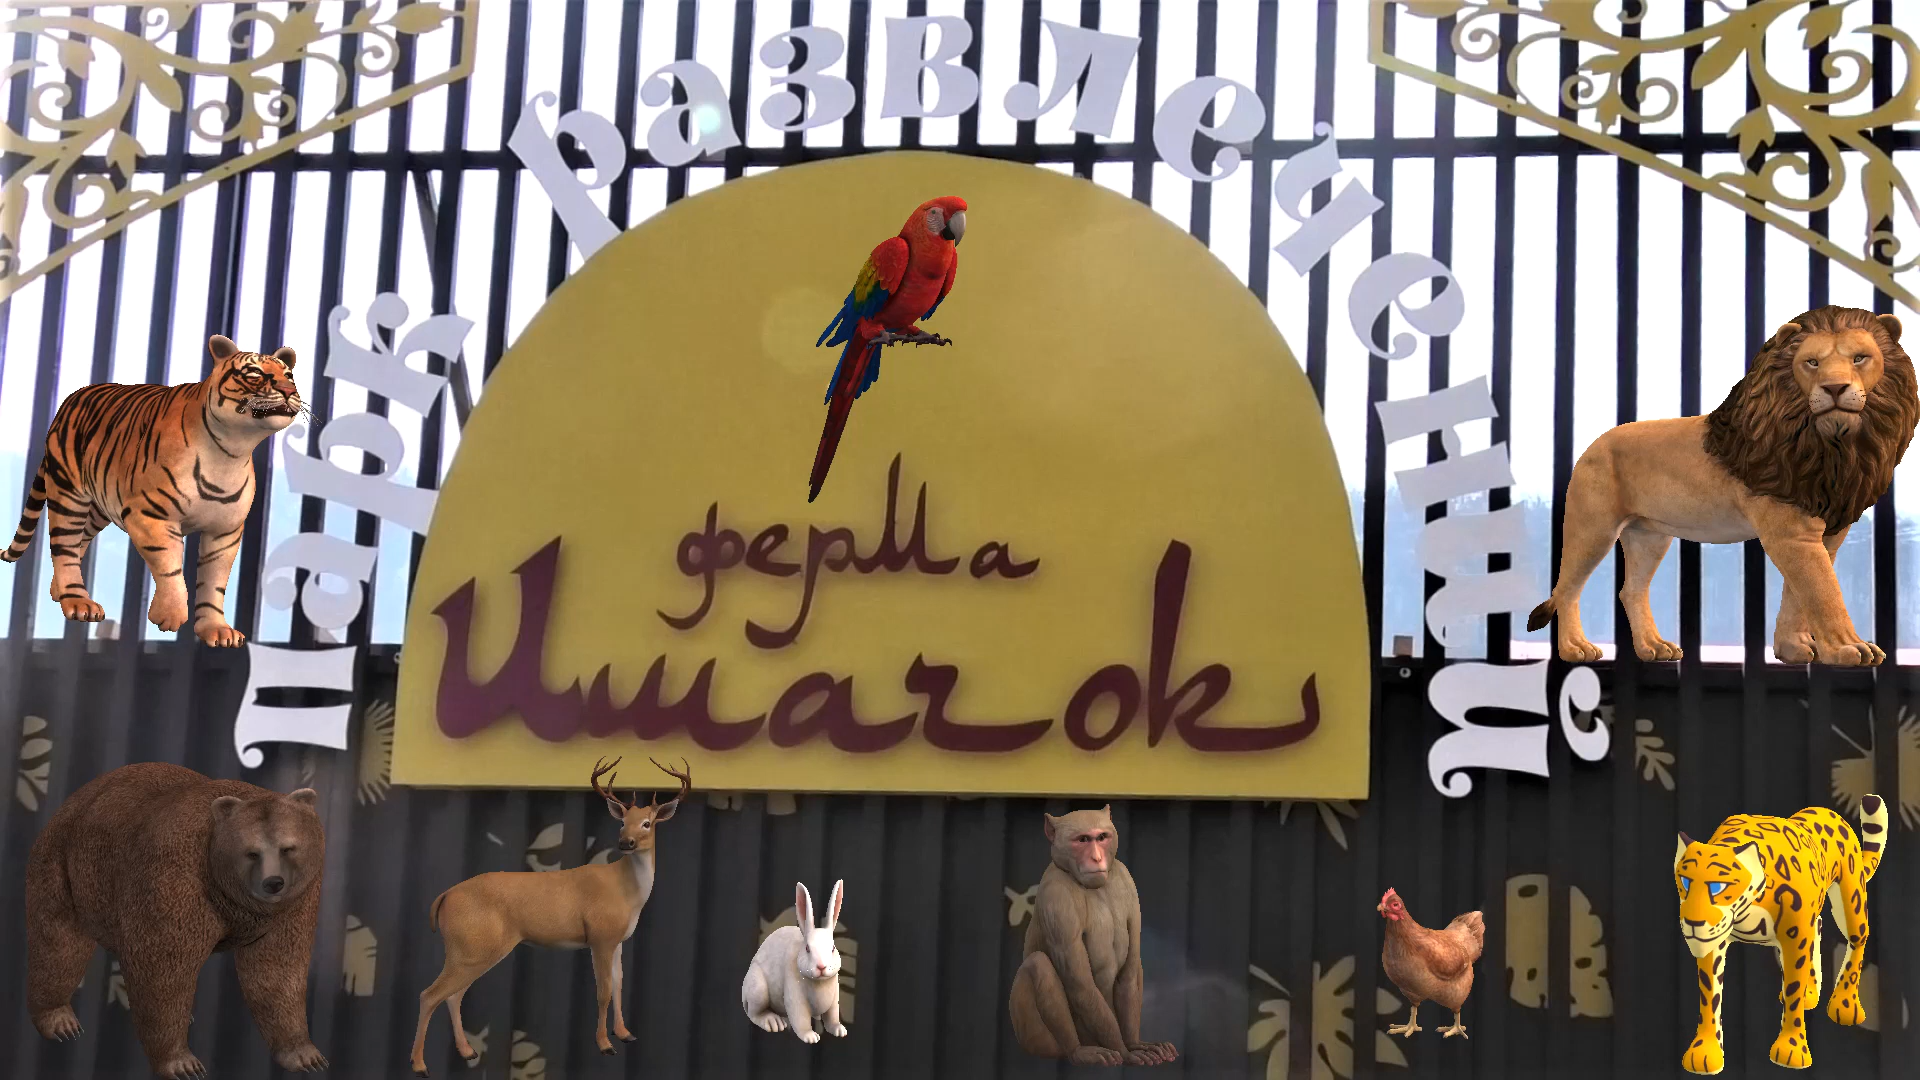 парк развлечений
ферма
Ишачок